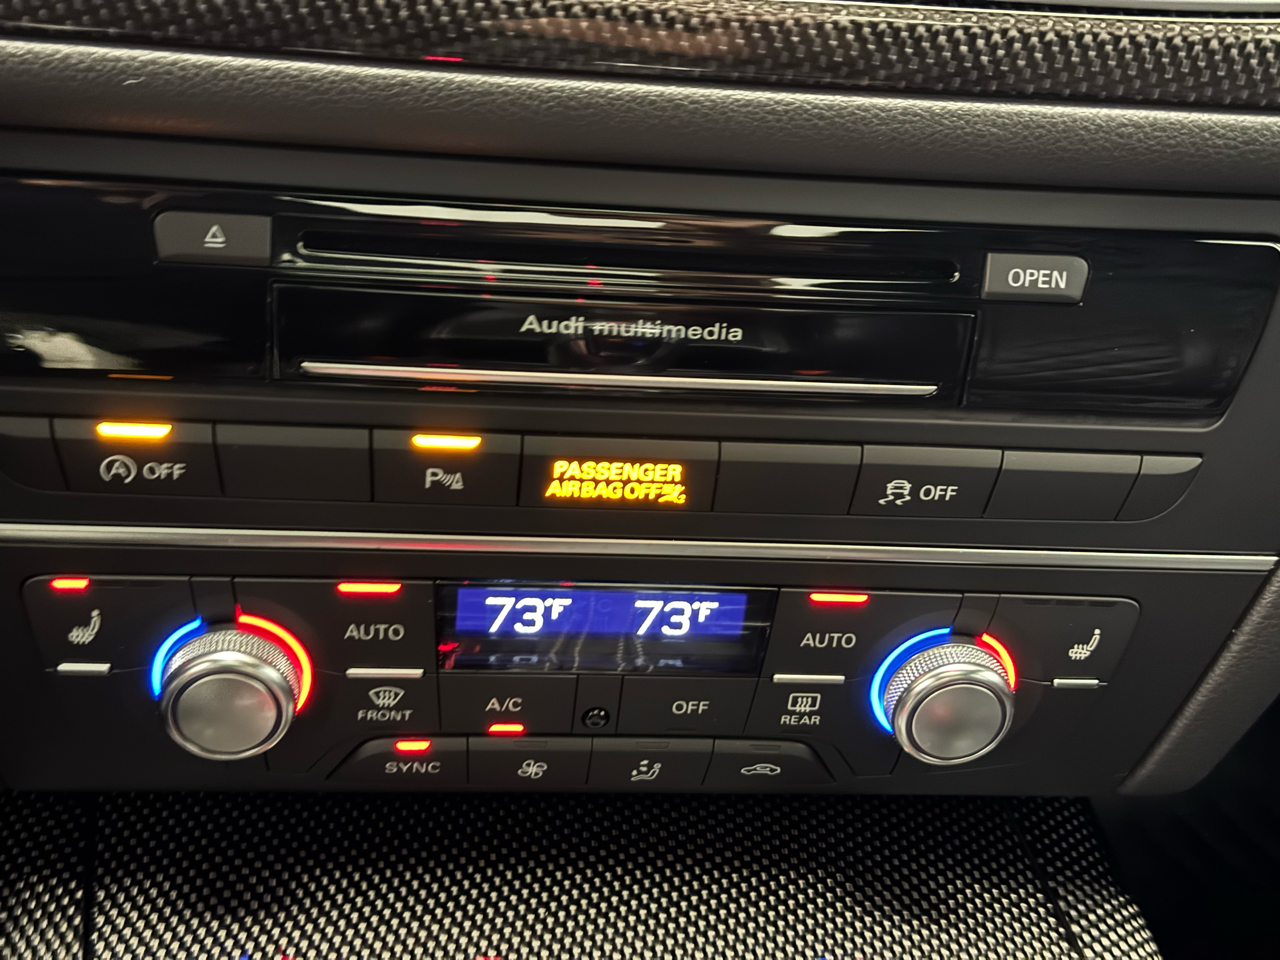 OPEN
Audi multimedia
OFF
P
PASSENGER
AIRBAG OFF
OFF
73°F 73°F
AUTO
AUTO
FRONT
A/C
OFF
REAR
SYNC